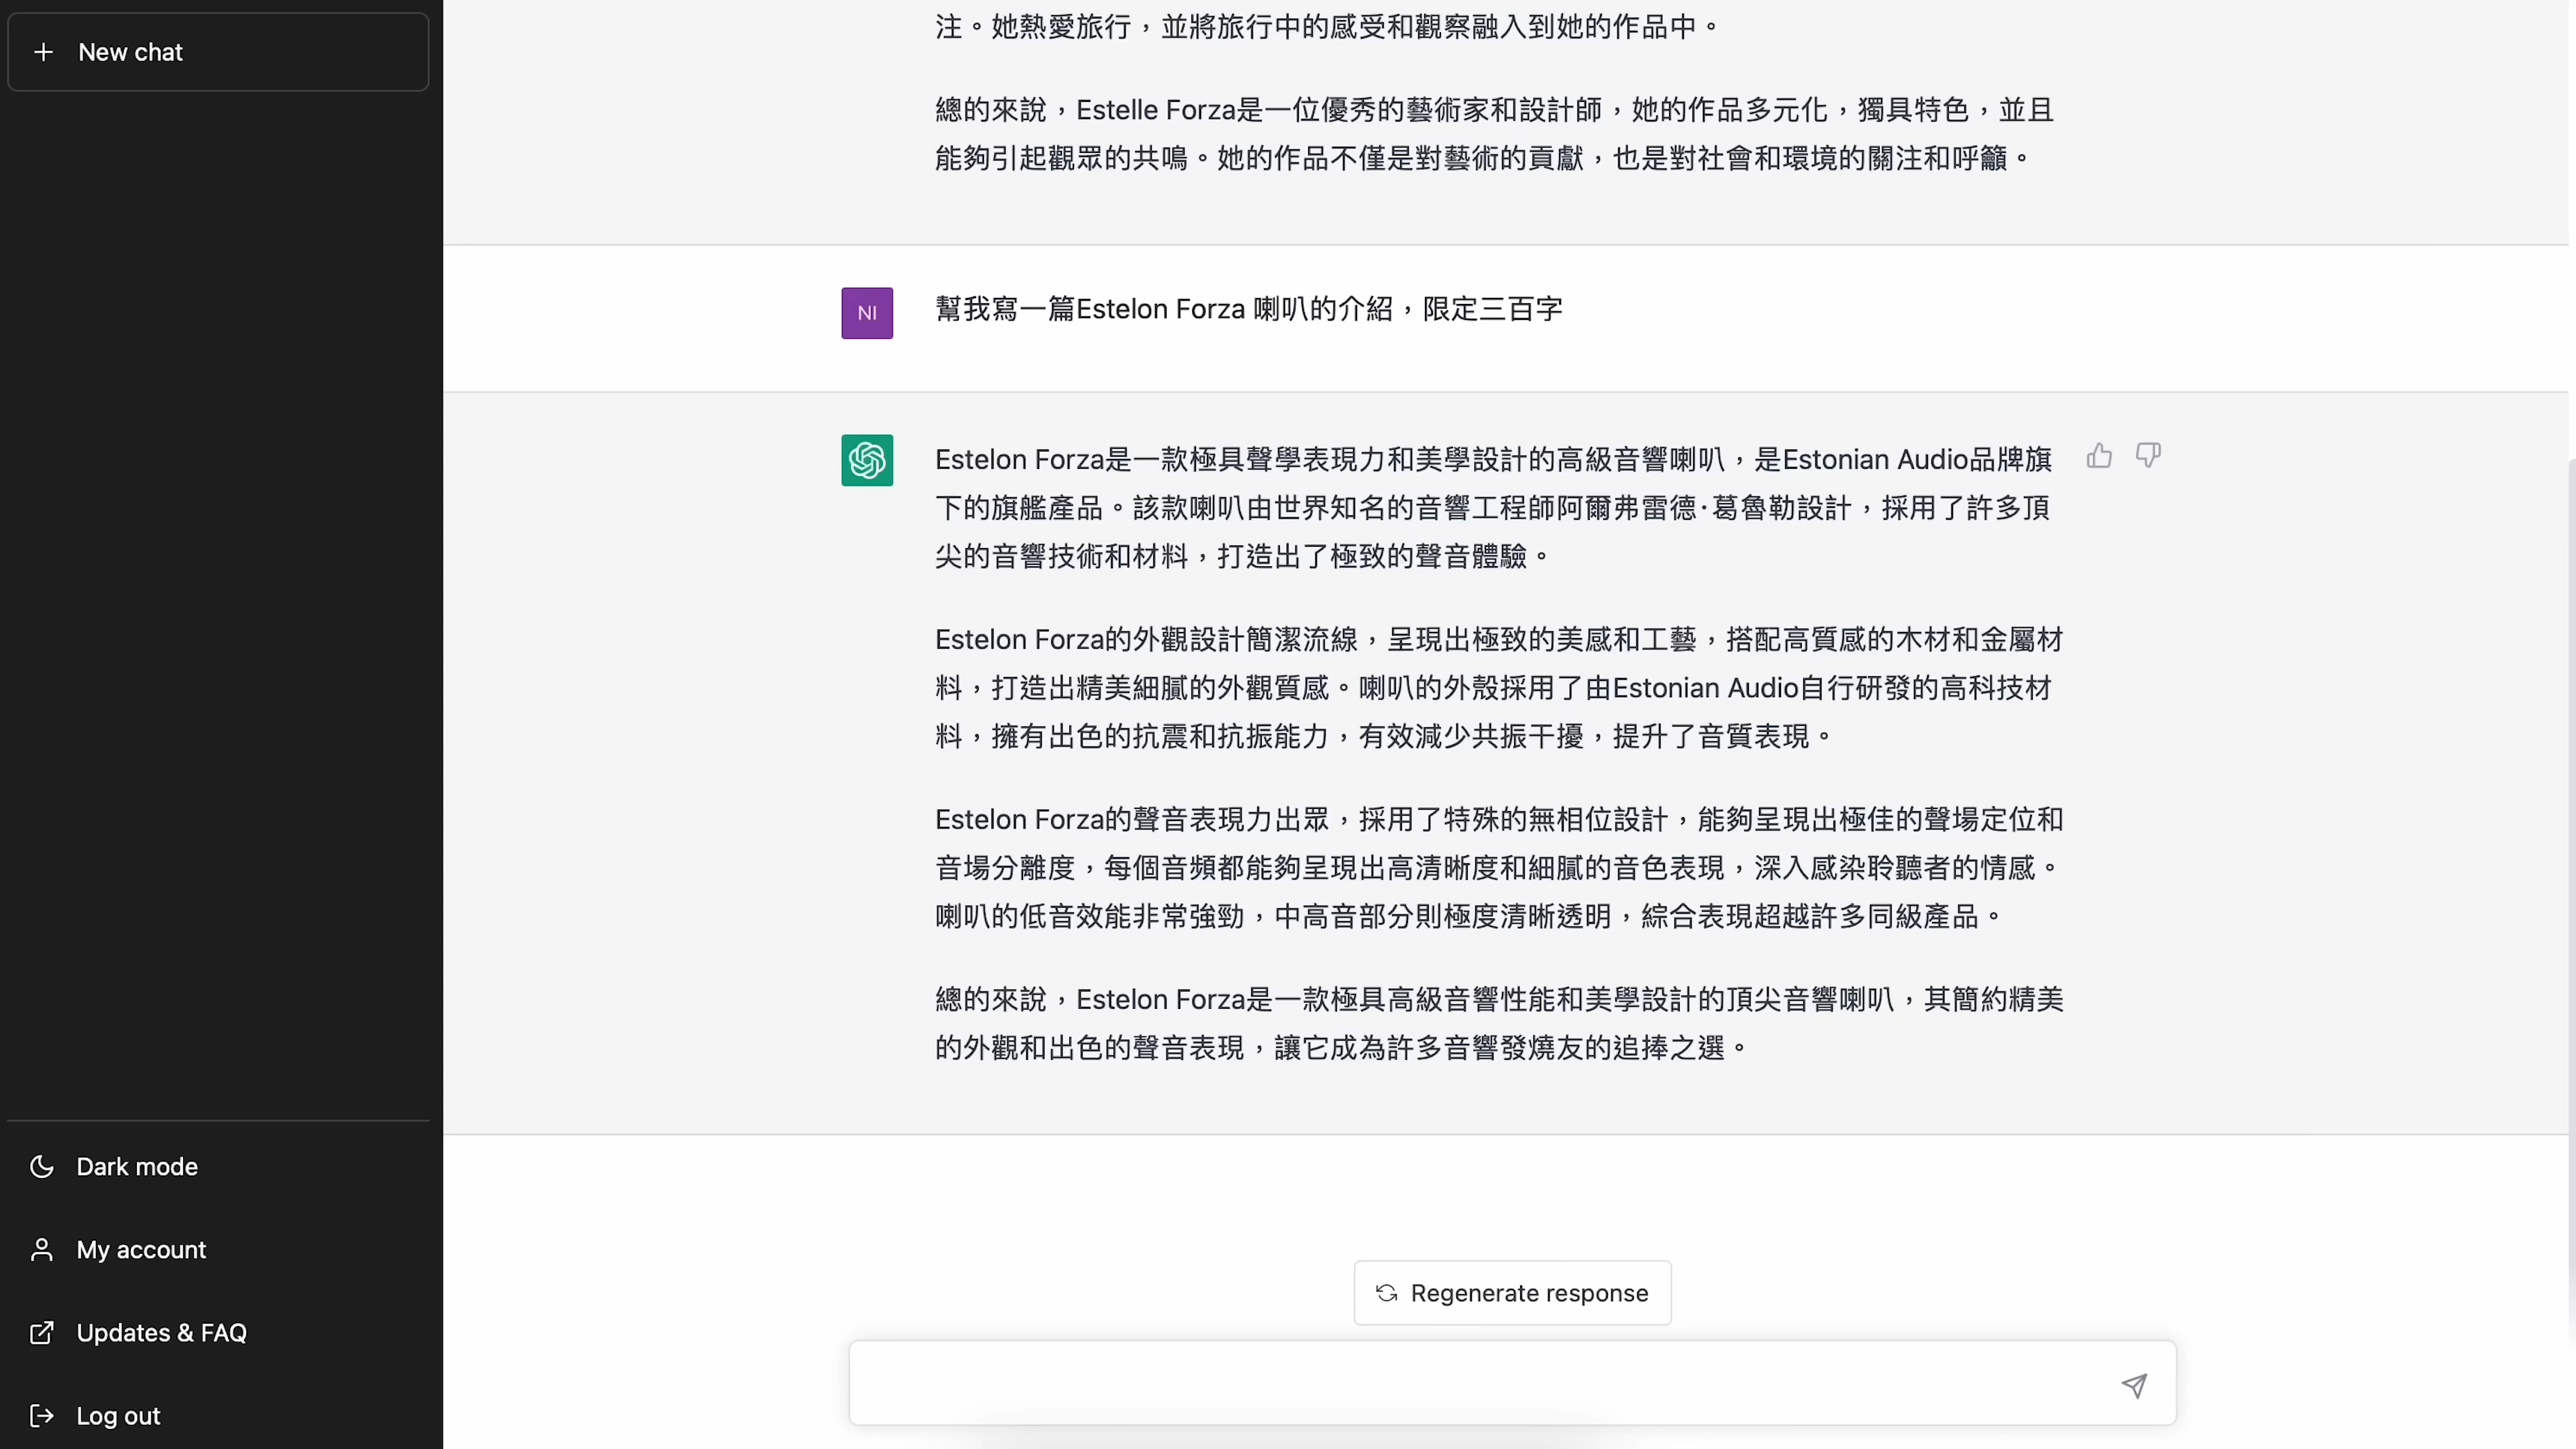 New chat
注。她熱愛旅行，並將旅行中的感受和觀察融入到她的作品中。
總的來說，Estelle Forza是一位優秀的藝術家和設計師，她的作品多元化，獨具特色，並且
能夠引起觀眾的共鳴。她的作品不僅是對藝術的貢獻，也是對社會和環境的關注和呼籲。
NI
幫我寫一篇Estelon Forza 喇叭的介紹，限定三百字
Estelon Forza是一款極具聲學表現力和美學設計的高級音響喇叭，是Estonian Audio品牌旗
下的旗艦產品。該款喇叭由世界知名的音響工程師阿爾弗雷德·葛魯勒設計，採用了許多頂
尖的音響技術和材料，打造出了極致的聲音體驗。
Estelon Forza的外觀設計簡潔流線，呈現出極致的美感和工藝，搭配高質感的木材和金屬材
料，打造出精美細膩的外觀質感。喇叭的外殼採用了由Estonian Audio自行研發的高科技材
料，擁有出色的抗震和抗振能力，有效減少共振干擾，提升了音質表現。
Estelon Forza的聲音表現力出眾，採用了特殊的無相位設計，能夠呈現出極佳的聲場定位和
音場分離度，每個音頻都能夠呈現出高清晰度和細膩的音色表現，深入感染聆聽者的情感。
喇叭的低音效能非常強勁，中高音部分則極度清晰透明，綜合表現超越許多同級產品。
總的來說，Estelon Forza是一款極具高級音響性能和美學設計的頂尖音響喇叭，其簡約精美
的外觀和出色的聲音表現，讓它成為許多音響發燒友的追捧之選。
Dark mode
My account
Updates & FAQ
Log out
Regenerate response